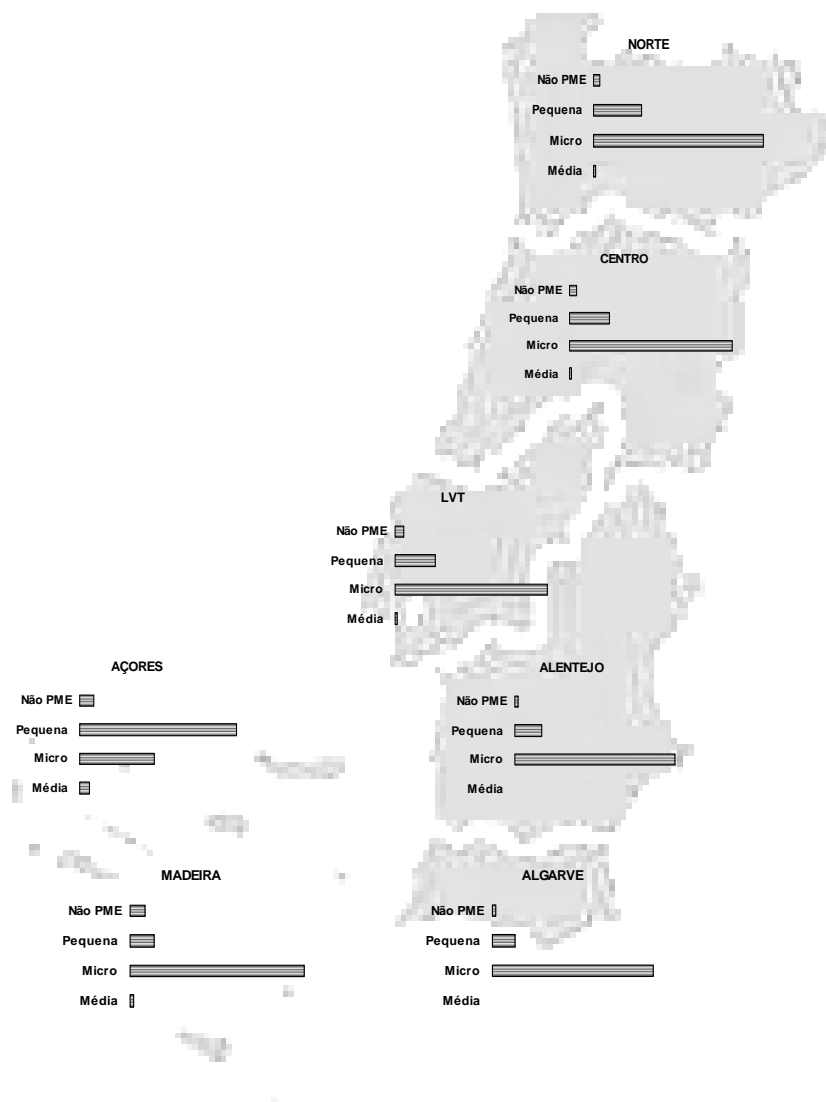 NORTE
Não PME
Pequena
Micro
Média
CENTRO
Não PME
Pequena
Micro
Média
LVT
Não PME
Pequena
Micro
Média
AÇORES
Não PME
Pequena
Micro
Média
ALENTEJO
Não PME
Pequena
Micro
Média
MADEIRA
Não PME
Pequena
Micro
Média
ALGARVE
Não PME
Pequena
Micro
Média